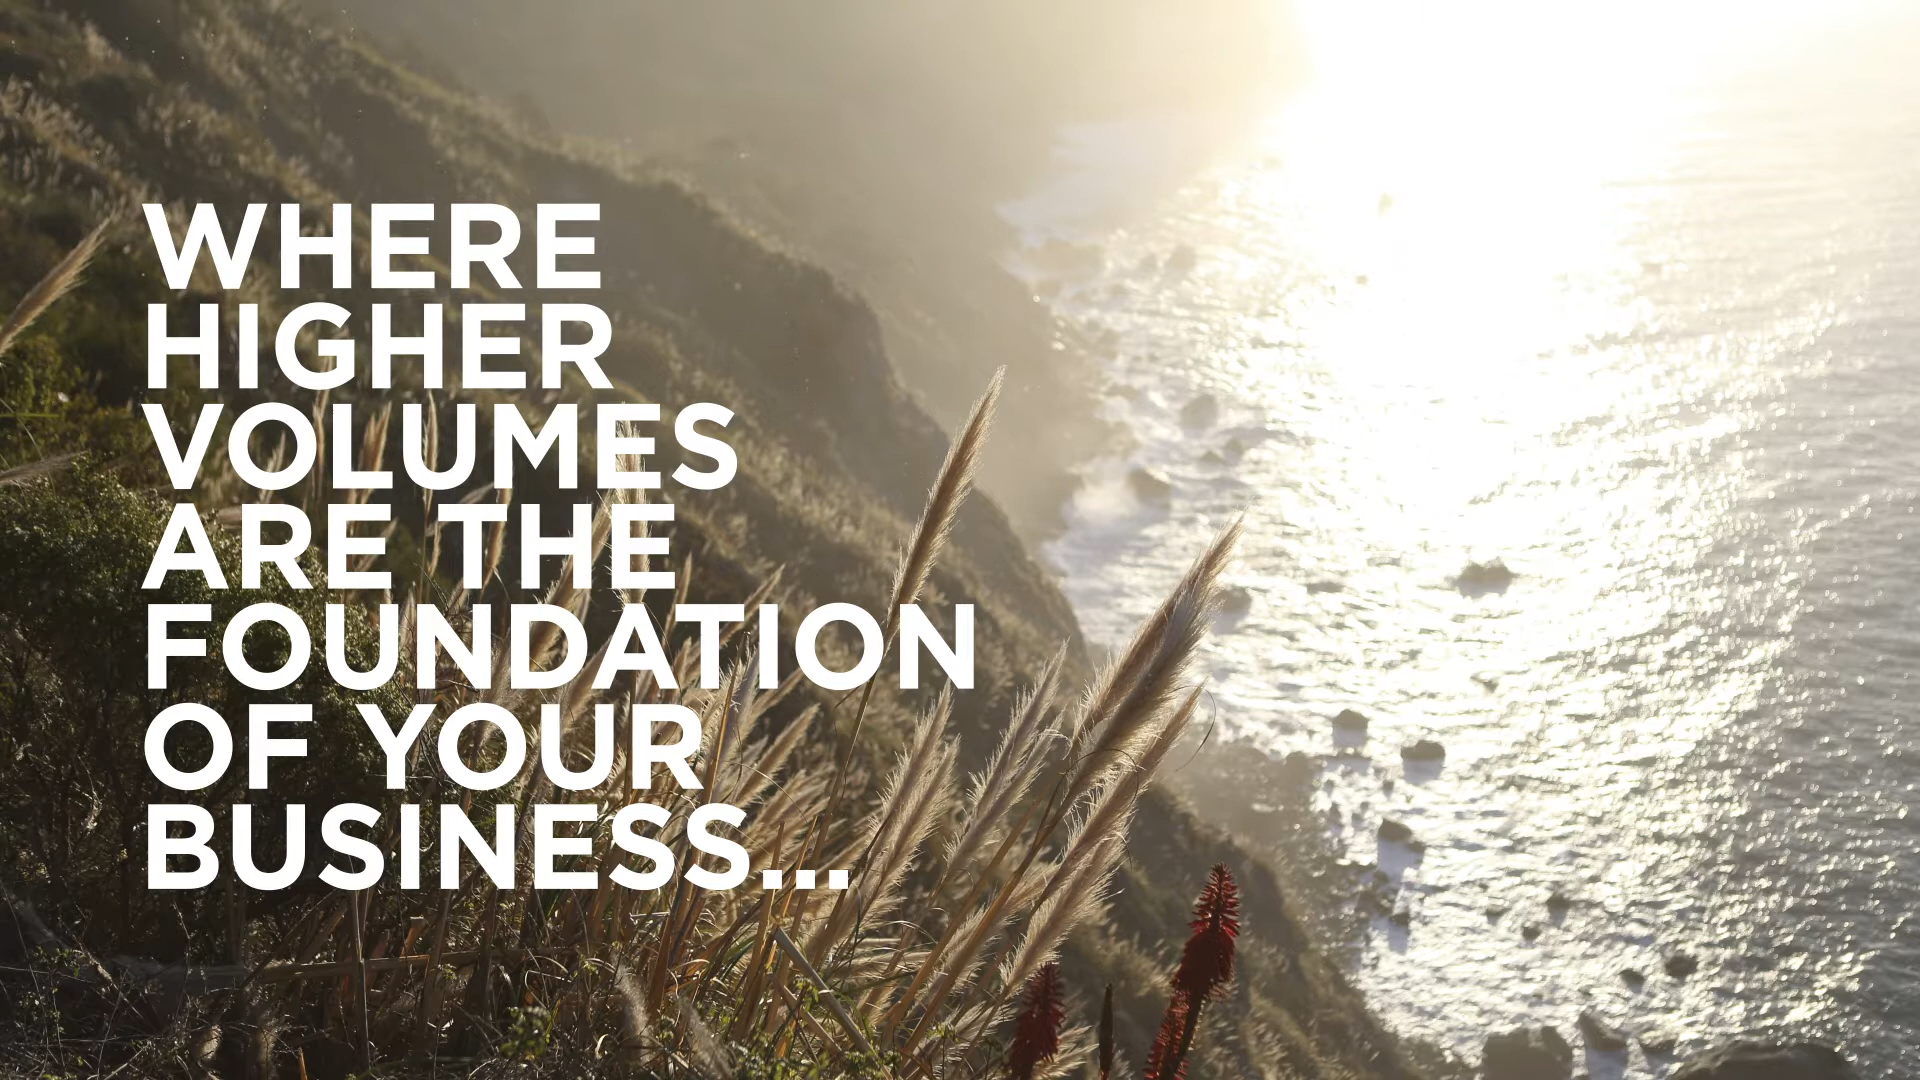 WHERE
HIGHER
VOLUMES
ARE THE
FOUNDATION
OF YOUR
BUSINESS...